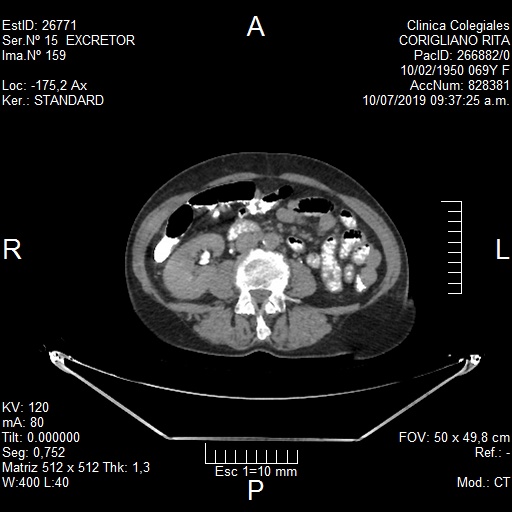 EstID: 26771
Ser.Nº 15 EXCRETOR
Ima.Nº 159
Loc: -175,2 Ax
Ker.: STANDARD
A
Clinica Colegiales
CORIGLIANO RITA
PacID: 266882/0
10/02/1950 069Y F
AccNum: 828381
10/07/2019 09:37:25 a.m.
R
L
KV: 120
mA: 80
Tilt: 0.000000
Seg: 0,752
Matriz 512 x 512 Thk: 1,3
W:400 L:40
Esc 1=10 mm
P
FOV: 50 x 49,8 cm
Ref.: -
Mod.: CT